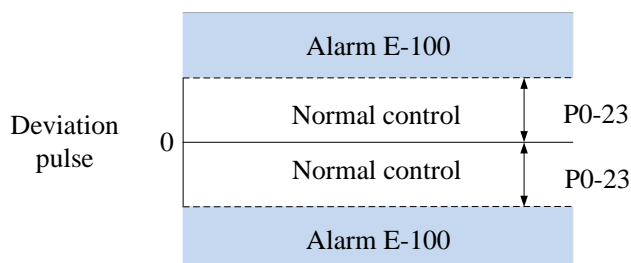 Alarm E-100
Normal control
P0-23
Deviation
pulse
0
Normal control
P0-23
Alarm E-100